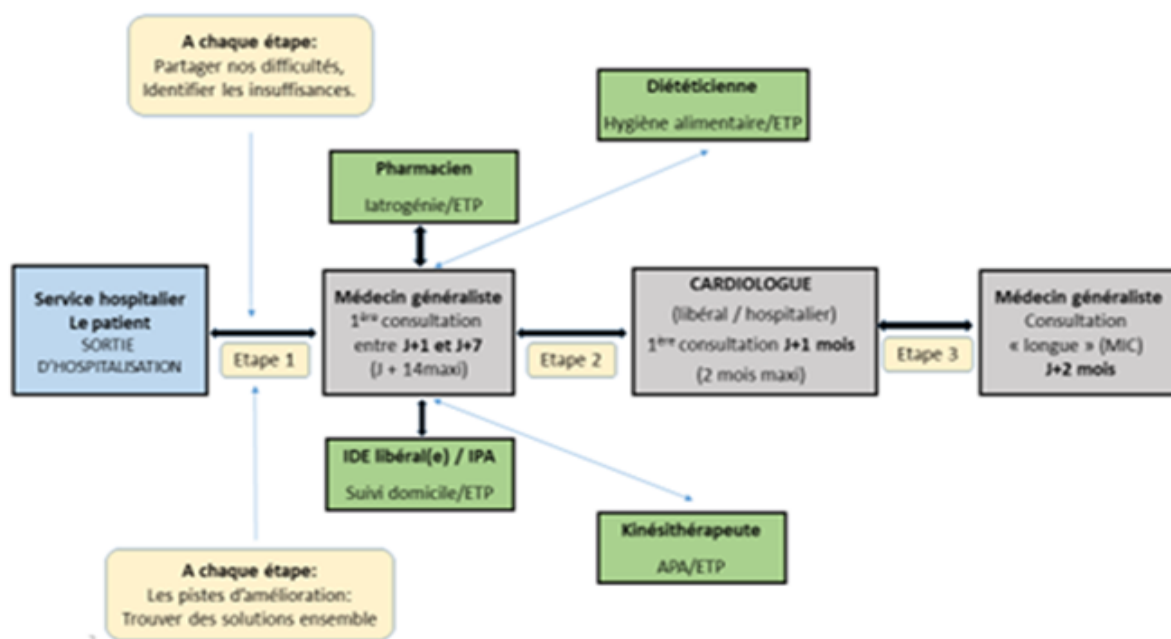 A chaque étape:
Partager nos difficultés,
Identifier les insuffisances.
Diététicienne
Hygiène alimentaire/ETP
Pharmacien
Iatrogénie/ETP
Service hospitalier
Le patient
SORTIE
D'HOSPITALISATION
Etape 1
Médecin généraliste
1ère consultation
entre J+1 et J+7
(J + 14maxi)
Etape 2
CARDIOLOGUE
(libéral / hospitalier)
1ère consultation J+1 mois
(2 mois maxi)
Etape 3
Médecin généraliste
Consultation
« longue » (MIC)
J+2 mois
IDE libéral(e) / IPA
Suivi domicile/ETP
Kinésithérapeute
APA/ETP
A chaque étape:
Les pistes d'amélioration:
Trouver des solutions ensemble